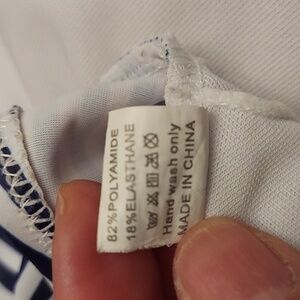 82%POLYAMIDE
18%ELASTHANE
Hand wash only
MADE IN CHINA